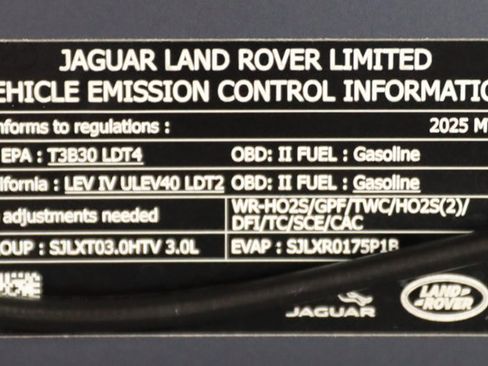 JAGUAR LAND ROVER LIMITED
EHICLE EMISSION CONTROL INFORMATIO
nforms to regulations : 2025 M
EPA : T3B30 LDT4 OBD: II FUEL : Gasoline
lifornia : LEV IV ULEV40 LDT2 OBD: II FUEL : Gasoline
adjustments needed WR-HO2S/GPF/TWC/HO2S(2)/
DFI/TC/SCE/CAC
OUP : SJLXT03.0HTV 3.0L EVAP : SJLXR0175P1B
JAGUAR LAND ROVER